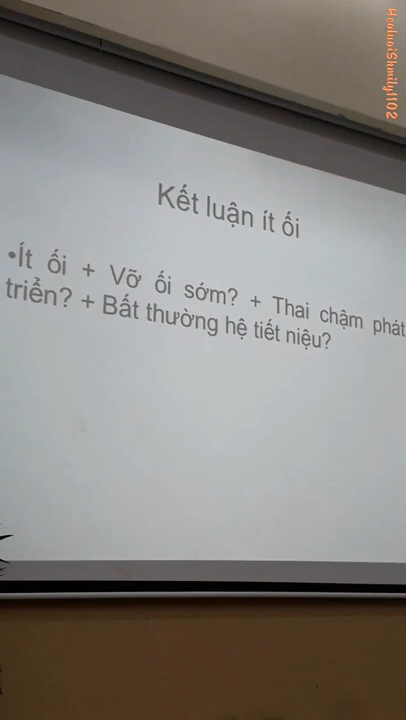 Kết luận ít ối
•Ít ối + Vỡ ối sớm? + Thai chậm phát
triển? + Bất thường hệ tiết niệu?